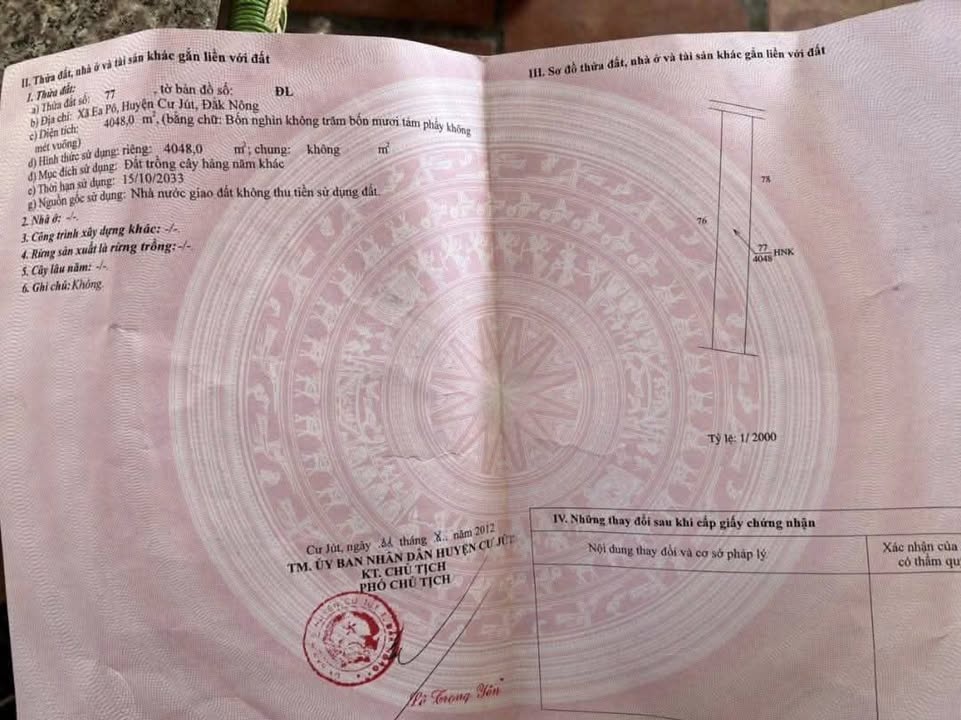 II. Thửa đất, nhà ở và tài sản khác gắn liền với đất
1. Thửa đất:
a) Thửa đất số: 77 , tờ bản đồ số: ĐL
b) Địa chỉ: Xã Ea Pô, Huyện Cư Jút, Đăk Nông
c) Diện tích: 4048,0 m², (bằng chữ: Bốn nghìn không trăm bốn mươi tám phẩy không
mét vuông)
d) Hình thức sử dụng: riêng: 4048,0 m²; chung: không m²
đ) Mục đích sử dụng: Đất trồng cây hàng năm khác
e) Thời hạn sử dụng: 15/10/2033
g) Nguồn gốc sử dụng: Nhà nước giao đất không thu tiền sử dụng đất.
2. Nhà ở: -/-.
3. Công trình xây dựng khác: -/-.
4. Rừng sản xuất là rừng trồng: -/-.
5. Cây lâu năm: -/-.
6. Ghi chú: Không.
Cư Jút, ngày tháng năm 2012
TM. ỦY BAN NHÂN DÂN HUYỆN CƯ JÚT
KT. CHỦ TỊCH
PHÓ CHỦ TỊCH
Lê Trọng Yên
III. Sơ đồ thửa đất, nhà ở và tài sản khác gắn liền với đất
78
76
77
4048 HNK
Tỷ lệ: 1/ 2000
IV. Những thay đổi sau khi cấp giấy chứng nhận
Nội dung thay đổi và cơ sở pháp lý
Xác nhận của
có thẩm qu